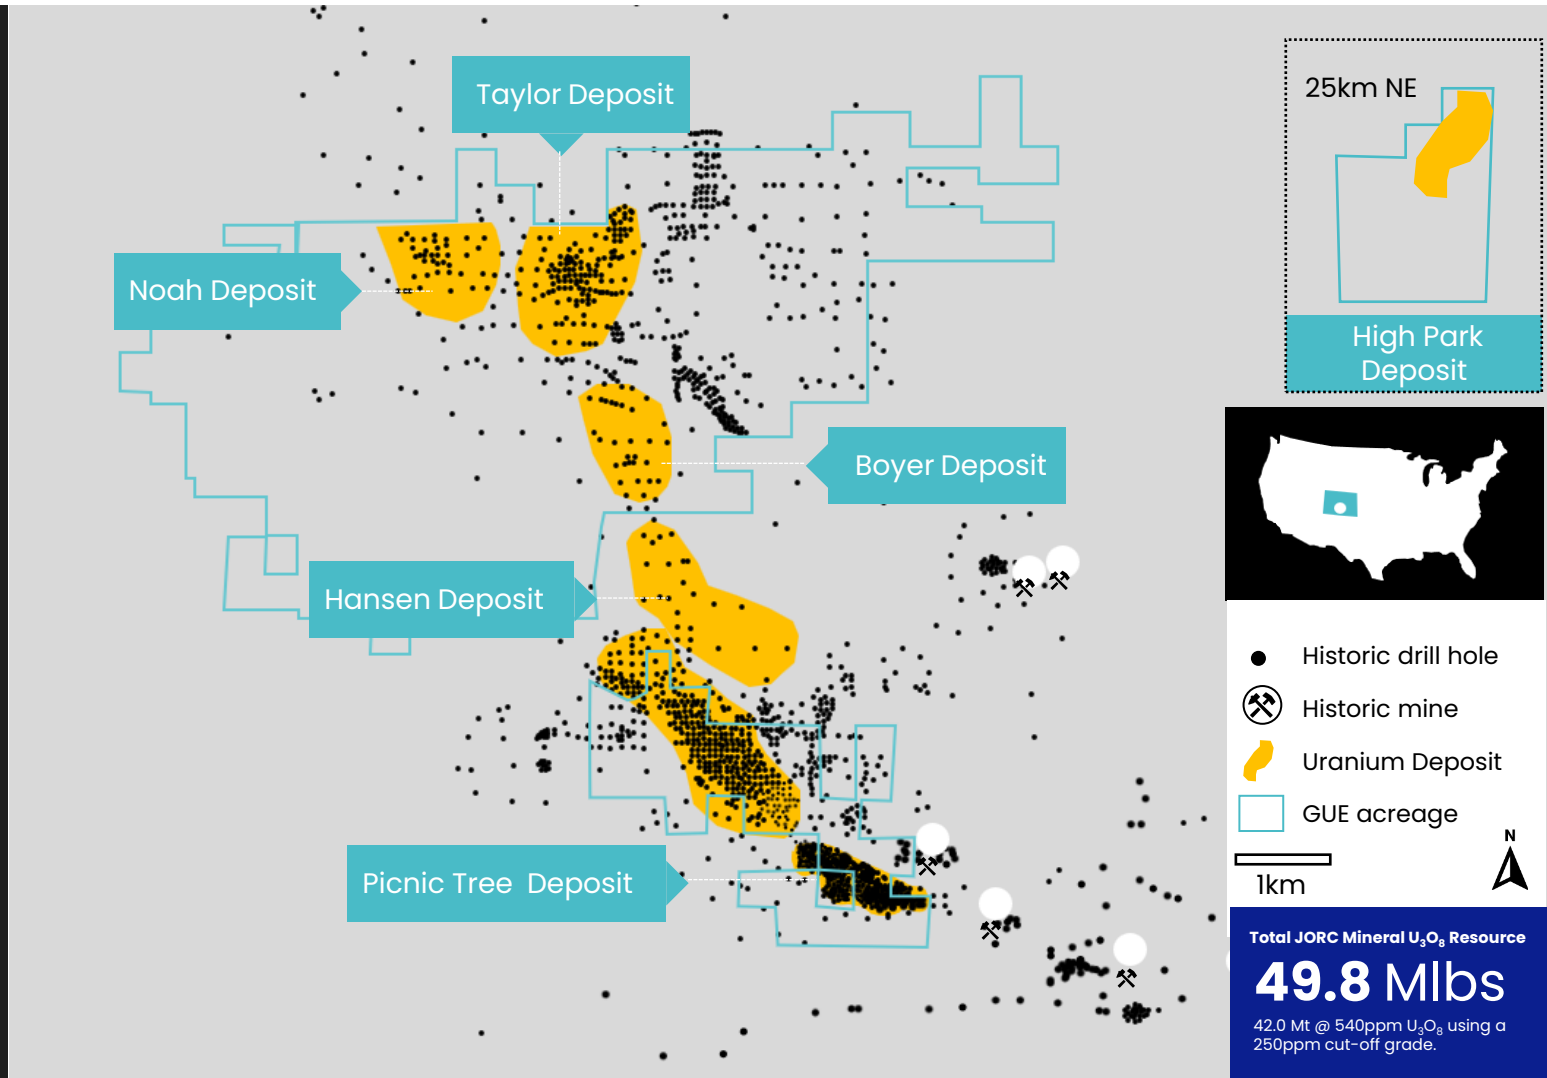 Taylor Deposit
25km NE
Noah Deposit
High Park
Deposit
Boyer Deposit
Hansen Deposit
Historic drill hole
Historic mine
Uranium Deposit
GUE acreage
N
1km
Picnic Tree  Deposit
Total JORC Mineral U₃O₈ Resource
49.8 Mlbs
42.0 Mt @ 540ppm U₃O₈ using a
250ppm cut-off grade.